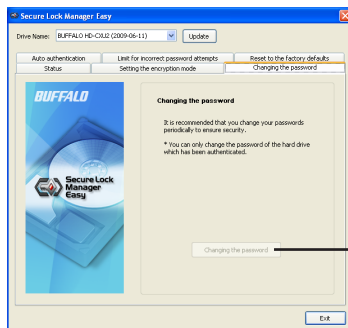 Secure Lock Manager Easy
Drive Name: BUFFALO HD-CXU2 (2009-06-11) Update
Auto authentication Limit for incorrect password attempts Reset to the factory defaults
Status Setting the encryption mode Changing the password
BUFFALO
Secure Lock
Manager
Easy
Changing the password
It is recommended that you change your passwords
periodically to ensure security.
* You can only change the password of the hard drive
which has been authenticated.
Changing the password
Exit